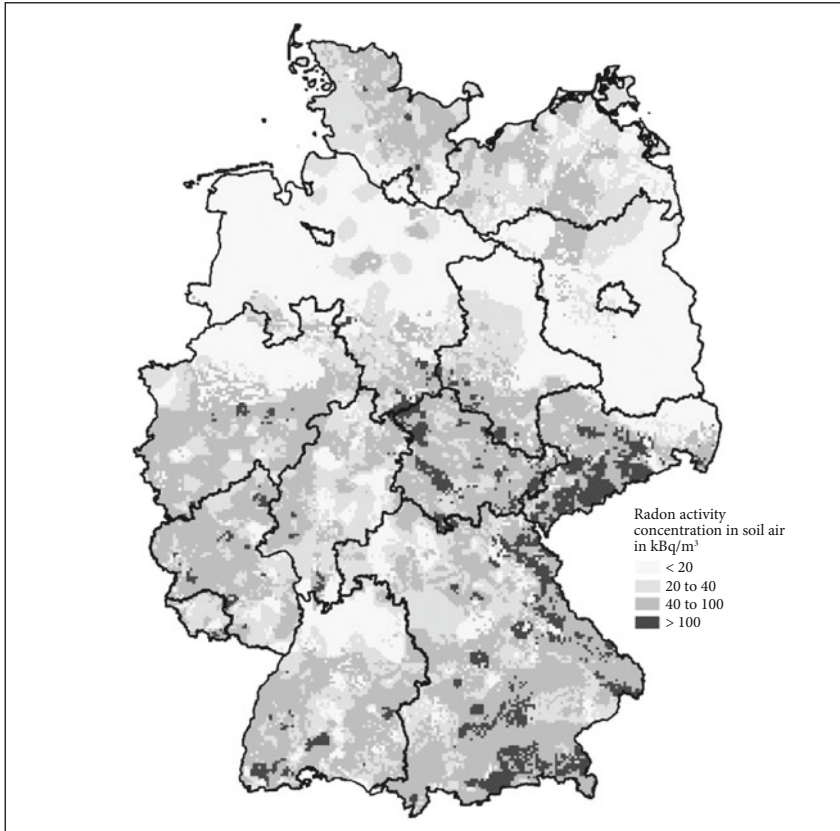 Radon activity
concentration in soil air
in kBq/m³
< 20
20 to 40
40 to 100
> 100